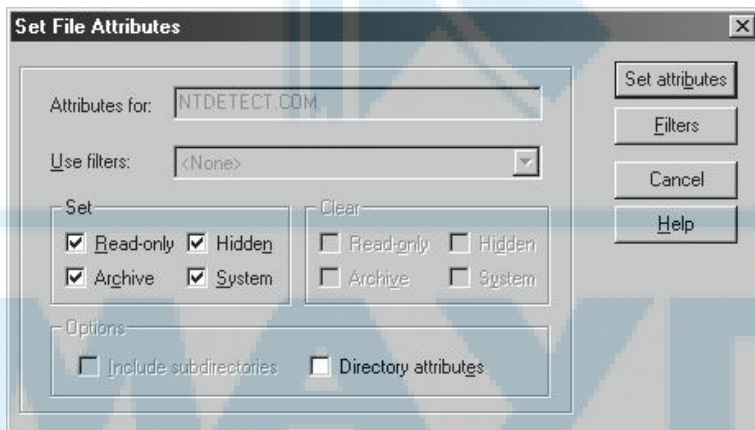 Set File Attributes
Attributes for: NTDETECT.COM
Use filters: <None>
Set
Read-only Hidden
Archive System
Clear
Read-only Hidden
Archive System
Options
Include subdirectories Directory attributes
Set attributes
Filters
Cancel
Help